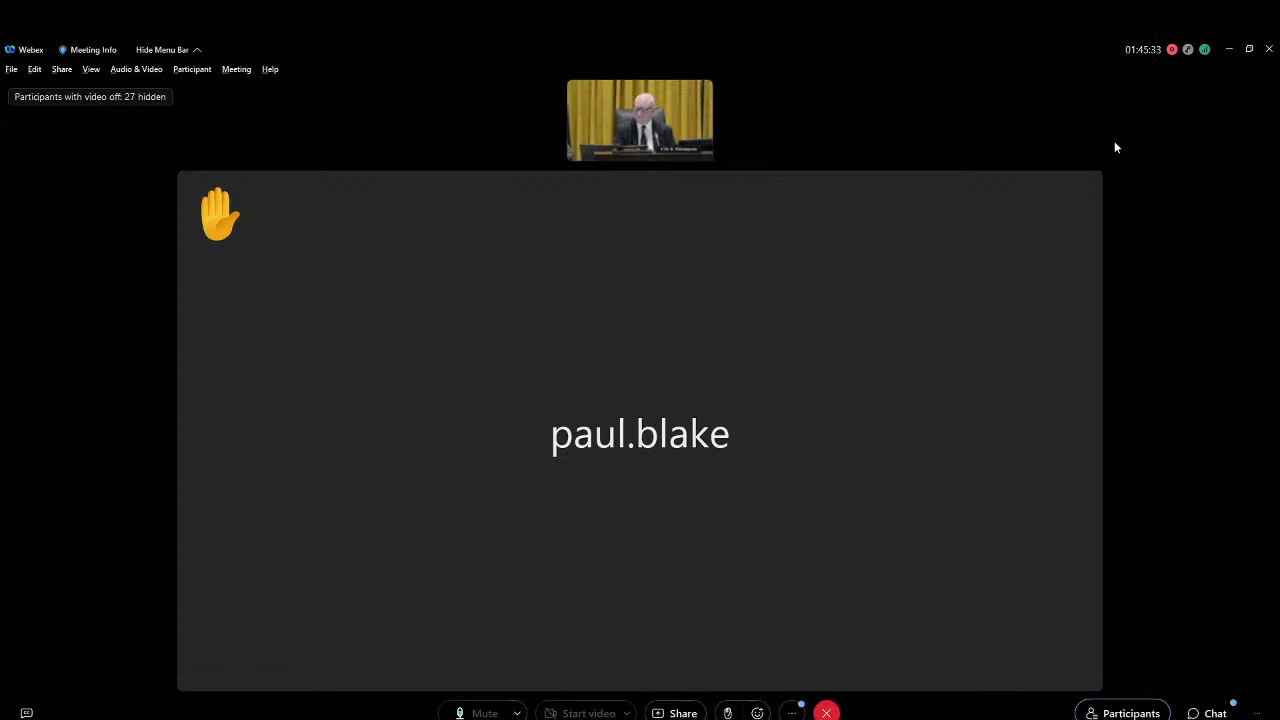 Webex Meeting Info Hide Menu Bar 01:45:33
File Edit Share View Audio & Video Participant Meeting Help
Participants with video off: 27 hidden
paul.blake
Mute Start video Share Participants Chat